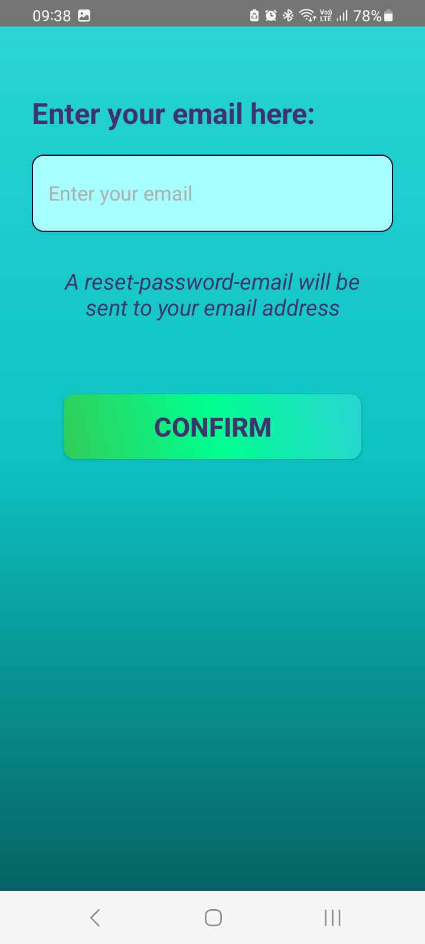 09:38 78%
Enter your email here:
Enter your email
A reset-password-email will be
sent to your email address
CONFIRM